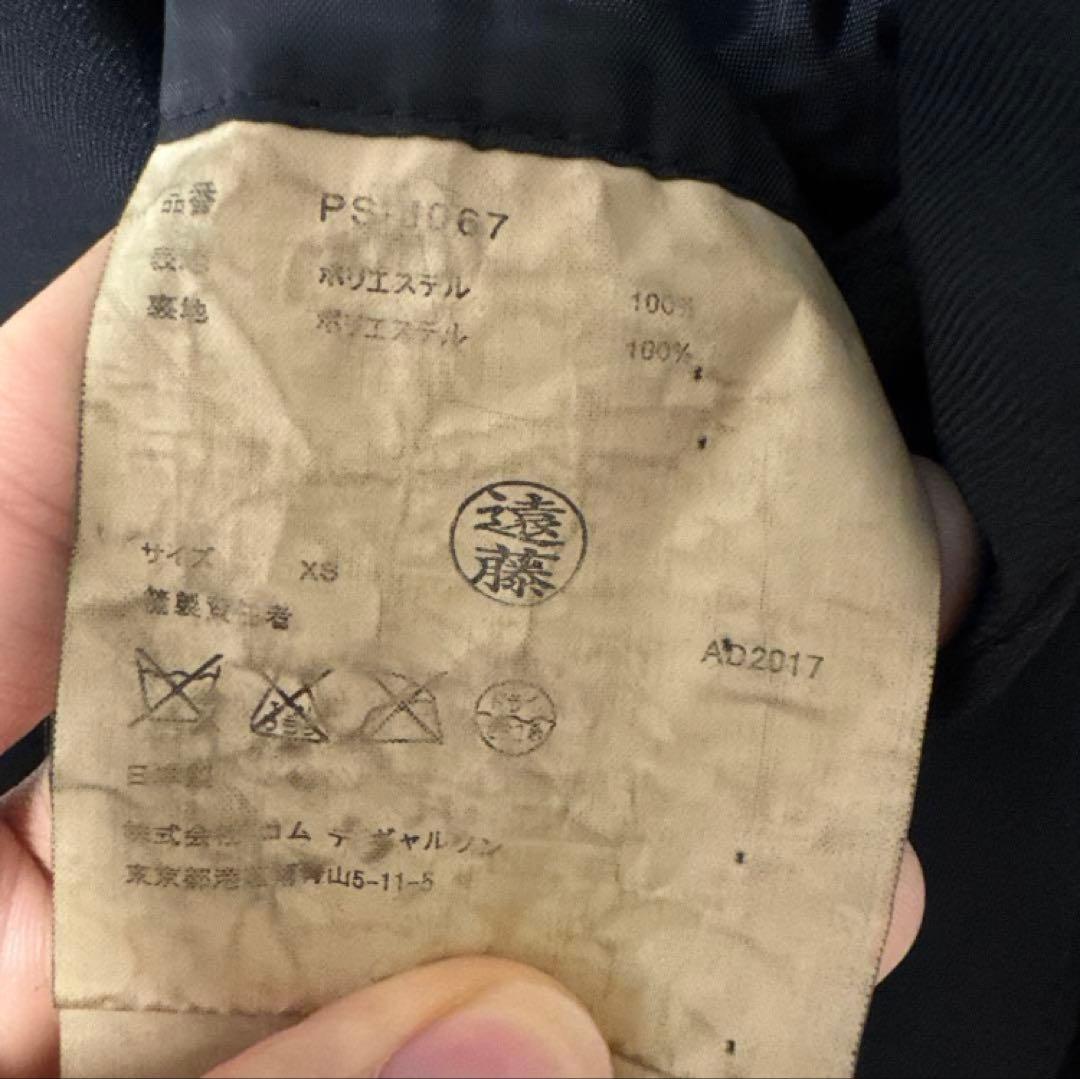 品番 PS-J067
表地 ポリエステル 100%
裏地 ポリエステル 100%
遠藤
サイズ XS
縫製責任者
AD2017
日本製
株式会社 コム デ ギャルソン
東京都港区南青山5-11-5